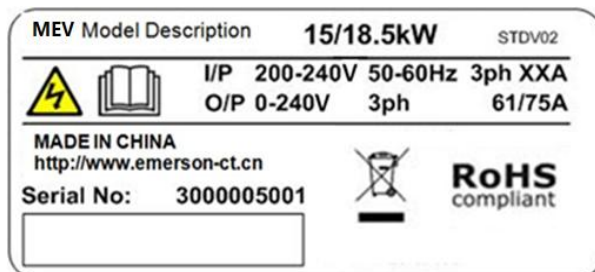 MEV Model Description 15/18.5kW STDV02
I/P 200-240V 50-60Hz 3ph XXA
O/P 0-240V 3ph 61/75A
MADE IN CHINA
http://www.emerson-ct.cn
Serial No: 3000005001
RoHS
compliant